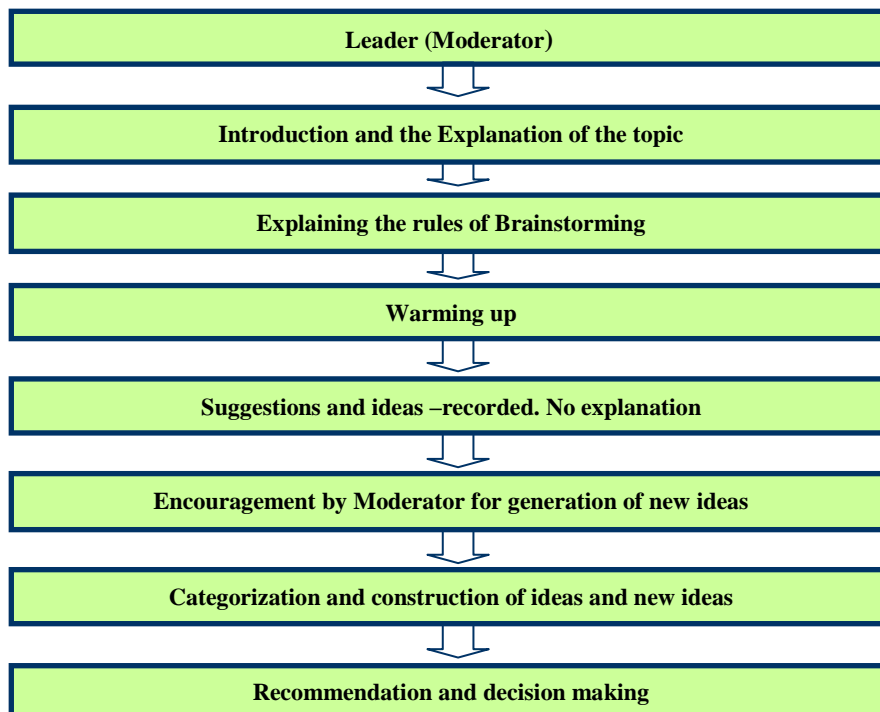 Leader (Moderator)
Introduction and the Explanation of the topic
Explaining the rules of Brainstorming
Warming up
Suggestions and ideas –recorded. No explanation
Encouragement by Moderator for generation of new ideas
Categorization and construction of ideas and new ideas
Recommendation and decision making